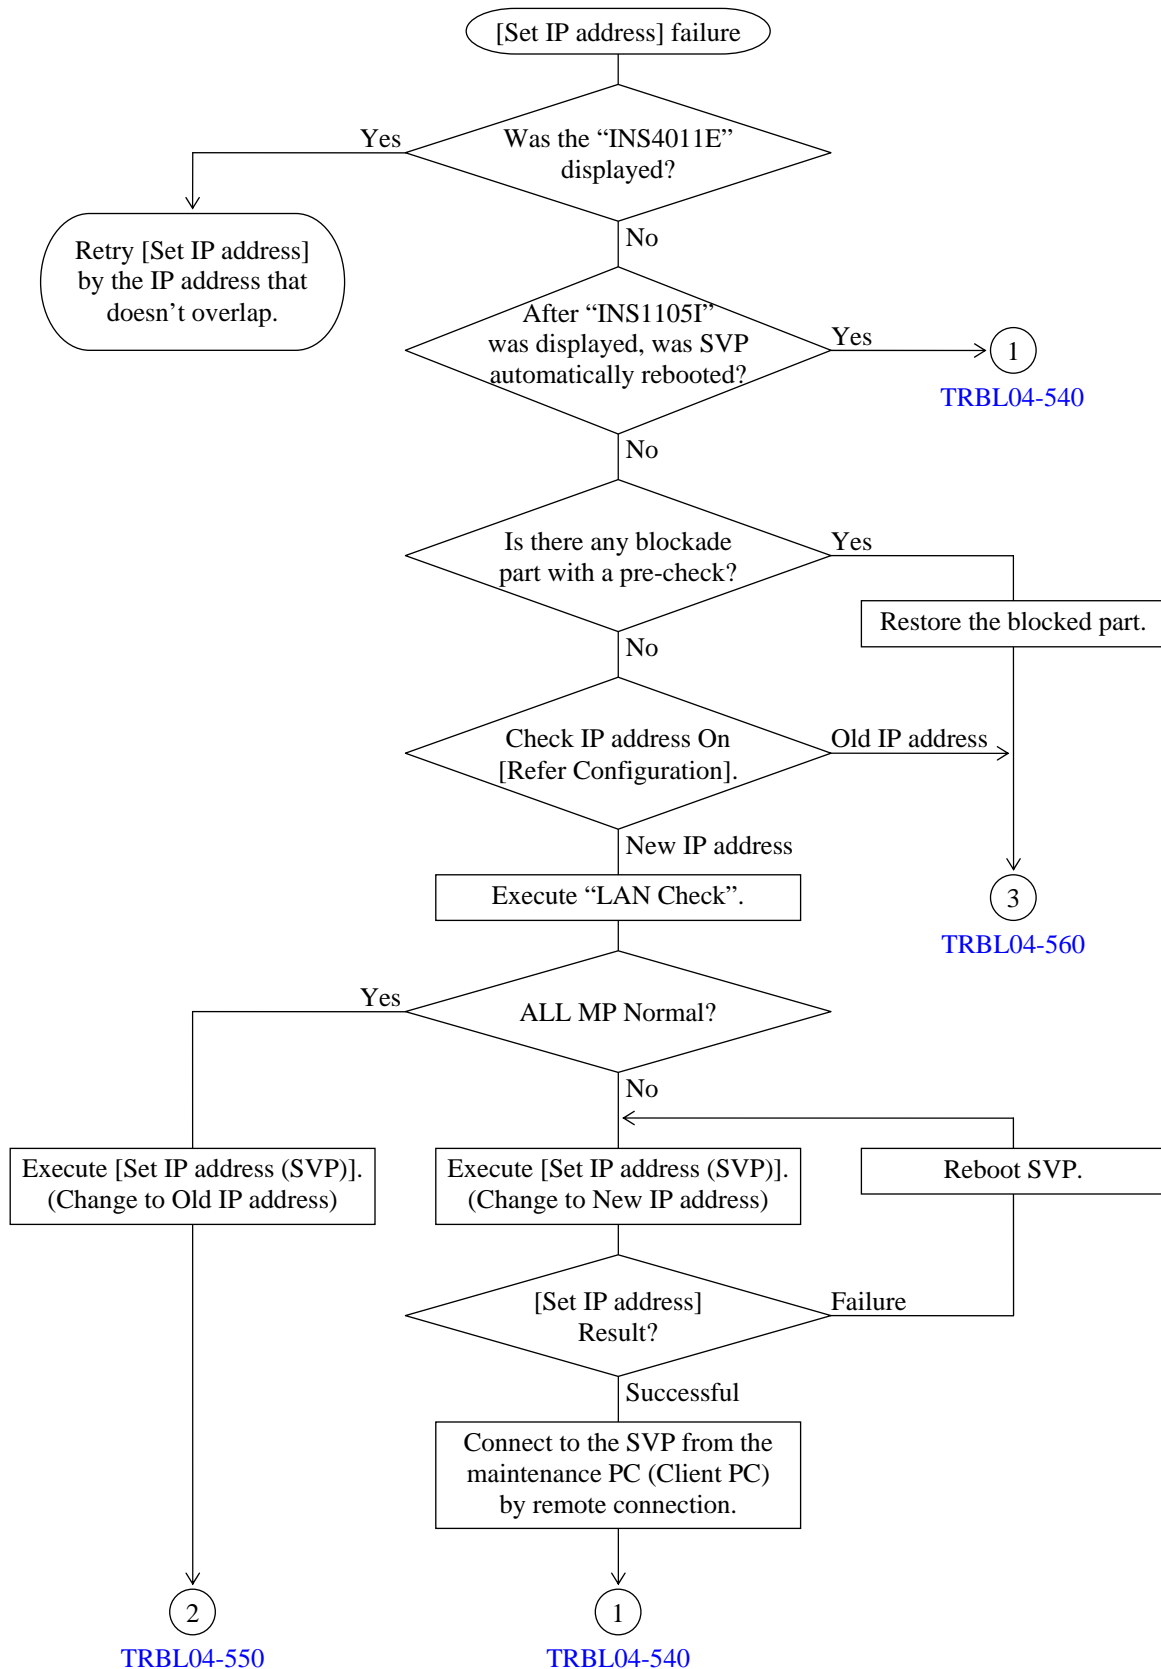 [Set IP address] failure
Was the “INS4011E”
displayed?
Yes
No
Retry [Set IP address]
by the IP address that
doesn’t overlap.
After “INS1105I”
was displayed, was SVP
automatically rebooted?
Yes
1
TRBL04-540
No
Is there any blockade
part with a pre-check?
Yes
Restore the blocked part.
No
Check IP address On
[Refer Configuration].
Old IP address
New IP address
3
TRBL04-560
Execute “LAN Check”.
ALL MP Normal?
Yes
No
Execute [Set IP address (SVP)].
(Change to Old IP address)
Execute [Set IP address (SVP)].
(Change to New IP address)
Reboot SVP.
[Set IP address]
Result?
Failure
Successful
Connect to the SVP from the
maintenance PC (Client PC)
by remote connection.
2
TRBL04-550
1
TRBL04-540